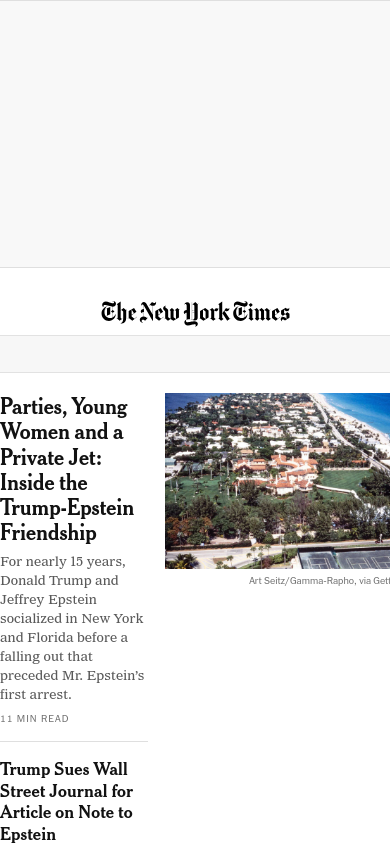 The New York Times
Parties, Young
Women and a
Private Jet:
Inside the
Trump-Epstein
Friendship
For nearly 15 years,
Donald Trump and
Jeffrey Epstein
socialized in New York
and Florida before a
falling out that
preceded Mr. Epstein’s
first arrest.
11 MIN READ
Art Seitz/Gamma-Rapho, via Gett
Trump Sues Wall
Street Journal for
Article on Note to
Epstein